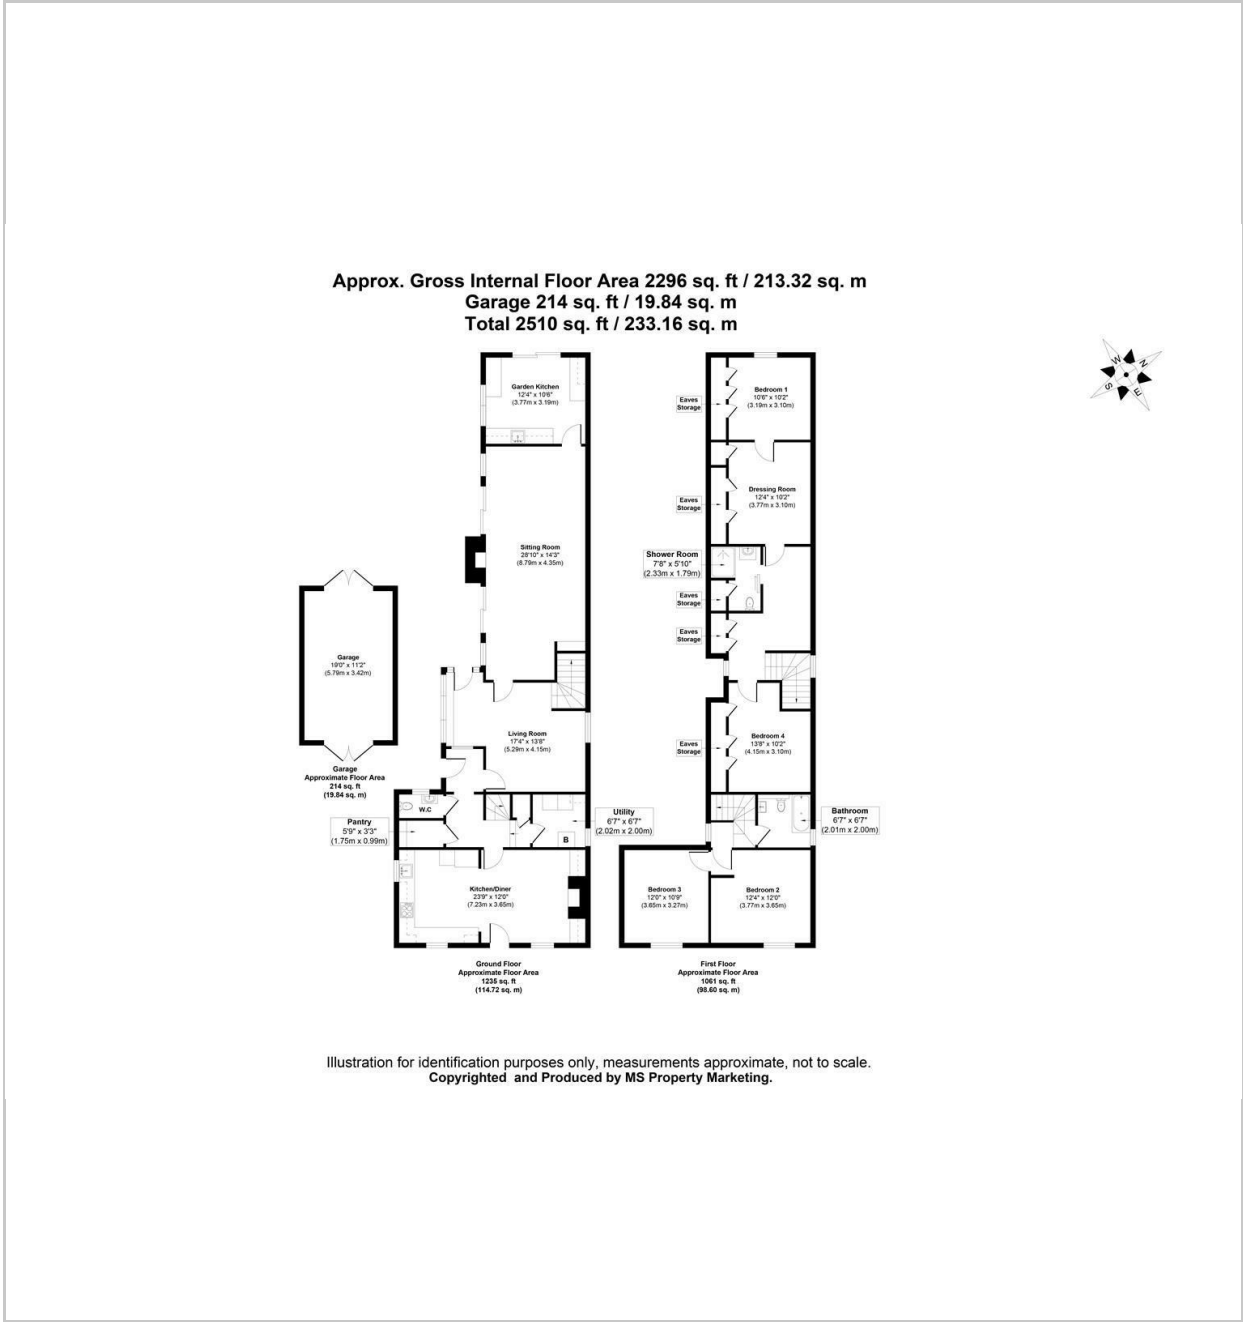 Approx. Gross Internal Floor Area 2296 sq. ft / 213.32 sq. m
Garage 214 sq. ft / 19.84 sq. m
Total 2510 sq. ft / 233.16 sq. m
Garden Kitchen
12'4" x 10'6"
(3.77m x 3.19m)
Sitting Room
28'10" x 14'3"
(8.79m x 4.35m)
Garage
19'0" x 11'2"
(5.79m x 3.42m)
Garage
Approximate Floor Area
214 sq. ft
(19.84 sq. m)
Living Room
17'4" x 13'8"
(5.29m x 4.15m)
W.C
Pantry
5'9" x 3'3"
(1.75m x 0.99m)
Utility
6'7" x 6'7"
(2.02m x 2.00m)
B
Kitchen/Diner
23'9" x 12'0"
(7.23m x 3.65m)
Ground Floor
Approximate Floor Area
1235 sq. ft
(114.72 sq. m)
Bedroom 1
10'6" x 10'2"
(3.19m x 3.10m)
Eaves
Storage
Dressing Room
12'4" x 10'2"
(3.77m x 3.10m)
Eaves
Storage
Shower Room
7'8" x 5'10"
(2.33m x 1.79m)
Eaves
Storage
Eaves
Storage
Bedroom 4
13'8" x 10'2"
(4.15m x 3.10m)
Eaves
Storage
Bathroom
6'7" x 6'7"
(2.01m x 2.00m)
Bedroom 3
12'0" x 10'9"
(3.65m x 3.27m)
Bedroom 2
12'4" x 12'0"
(3.77m x 3.65m)
First Floor
Approximate Floor Area
1061 sq. ft
(98.60 sq. m)
W
N
S
E
Illustration for identification purposes only, measurements approximate, not to scale.
Copyrighted and Produced by MS Property Marketing.